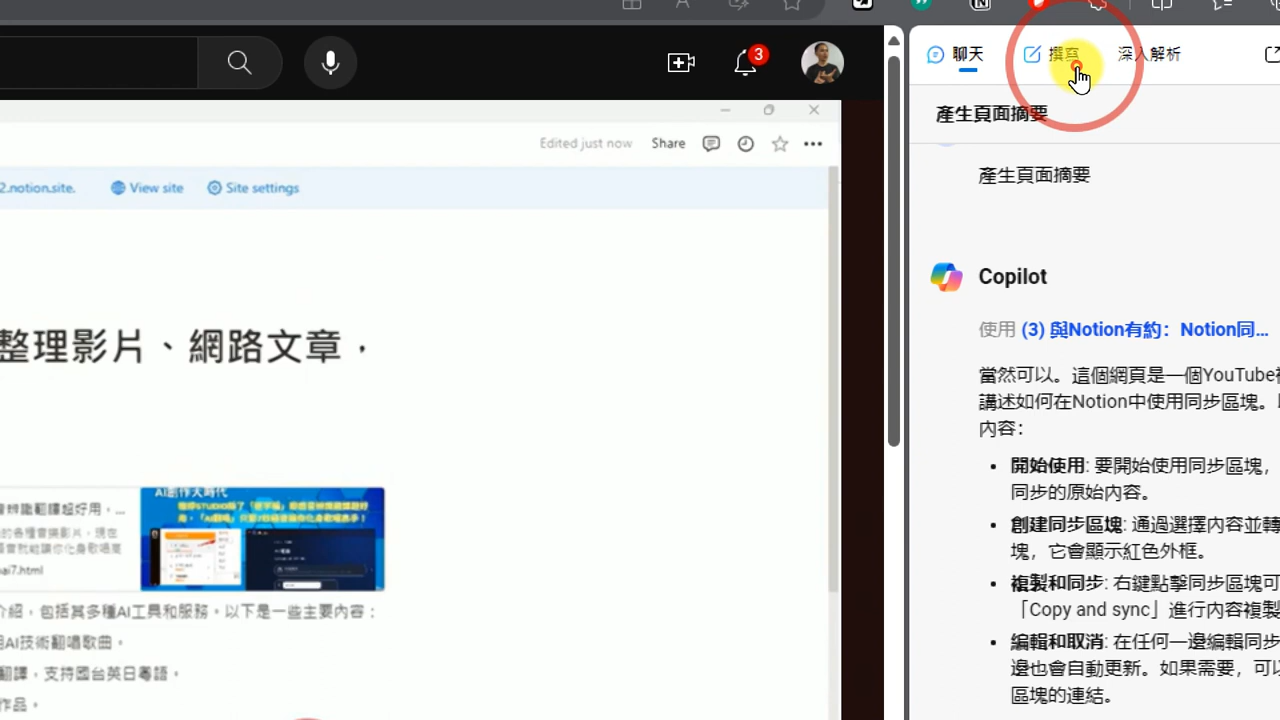 3
聊天
撰寫
深入解析
產生頁面摘要
Edited just now
Share
2.notion.site.
View site
Site settings
產生頁面摘要
Copilot
使用 (3) 與Notion有約：Notion同...
整理影片、網路文章，
當然可以。這個網頁是一個YouTube
講述如何在Notion中使用同步區塊。
內容：
• 開始使用: 要開始使用同步區塊，
同步的原始內容。
• 創建同步區塊: 通過選擇內容並轉
塊，它會顯示紅色外框。
• 複製和同步: 右鍵點擊同步區塊可
「Copy and sync」進行內容複製
• 編輯和取消: 在任何一邊編輯同步
邊也會自動更新。如果需要，可以
區塊的連結。
音辨識翻譯超好用，...
ai7.html
AI創作大時代
介紹，包括其多種AI工具和服務。以下是一些主要內容：
用AI技術翻唱歌曲。
翻譯，支持國台英日粵語。
作品。